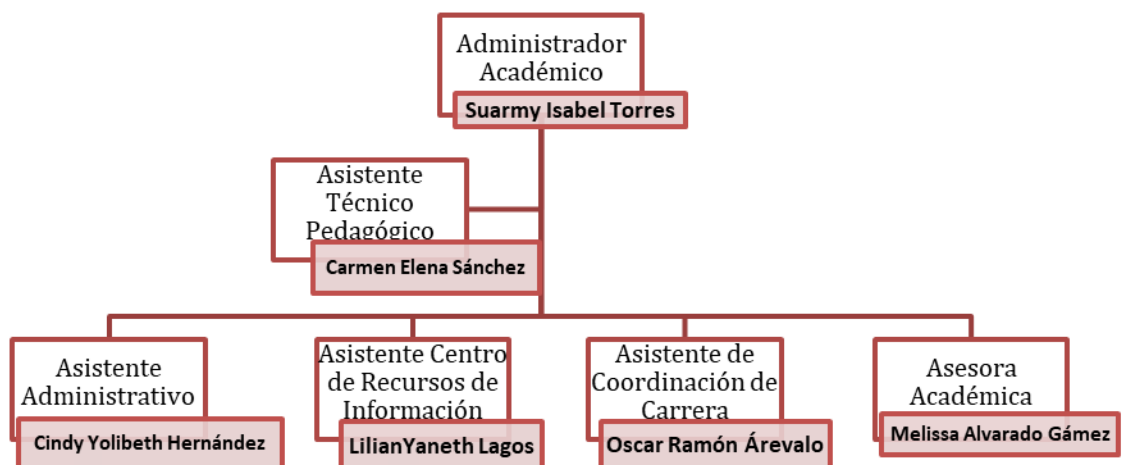 Administrador
Académico
Suarmy Isabel Torres
Asistente
Técnico
Pedagógico
Carmen Elena Sánchez
Asistente
Administrativo
Cindy Yolibeth Hernández
Asistente Centro
de Recursos de
Información
LilianYaneth Lagos
Asistente de
Coordinación de
Carrera
Oscar Ramón Árevalo
Asesora
Académica
Melissa Alvarado Gámez